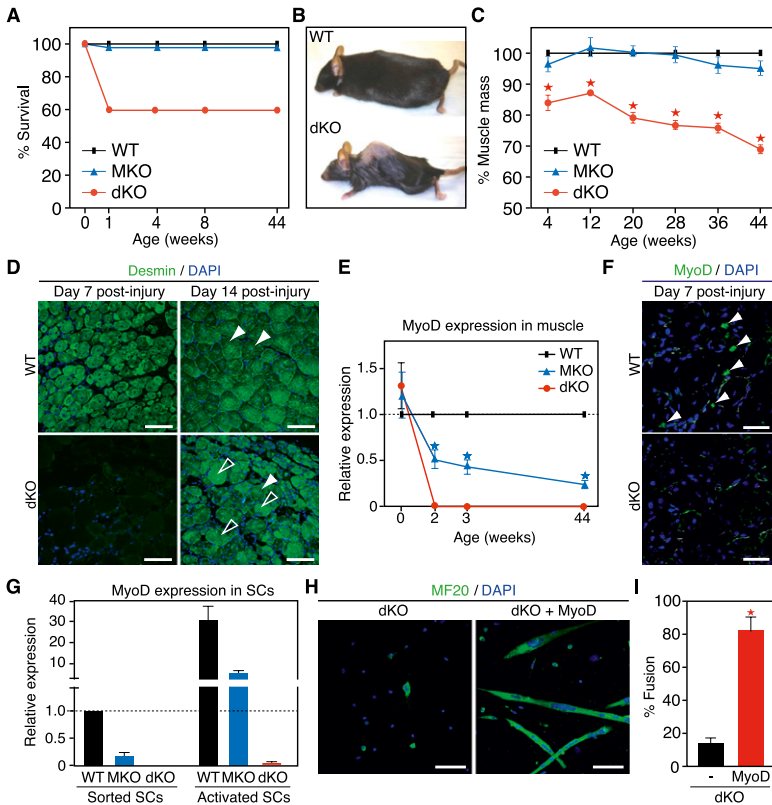 A
% Survival
100
80
60
40
20
0
WT
MKO
dKO
0 1 4 8 44
Age (weeks)
B
WT
dKO
C
% Muscle mass
100
90
80
70
60
50
WT
MKO
dKO
4 12 20 28 36 44
Age (weeks)
D
Desmin / DAPI
Day 7 post-injury Day 14 post-injury
WT
dKO
E
MyoD expression in muscle
Relative expression
1.5
1.0
0.5
0
WT
MKO
dKO
0 2 3 44
Age (weeks)
F
MyoD / DAPI
Day 7 post-injury
WT
dKO
G
MyoD expression in SCs
Relative expression
40
30
20
10
1.0
0.5
0
WT MKO dKO WT MKO dKO
Sorted SCs Activated SCs
H
MF20 / DAPI
dKO dKO + MyoD
I
% Fusion
100
80
60
40
20
0
- MyoD
dKO